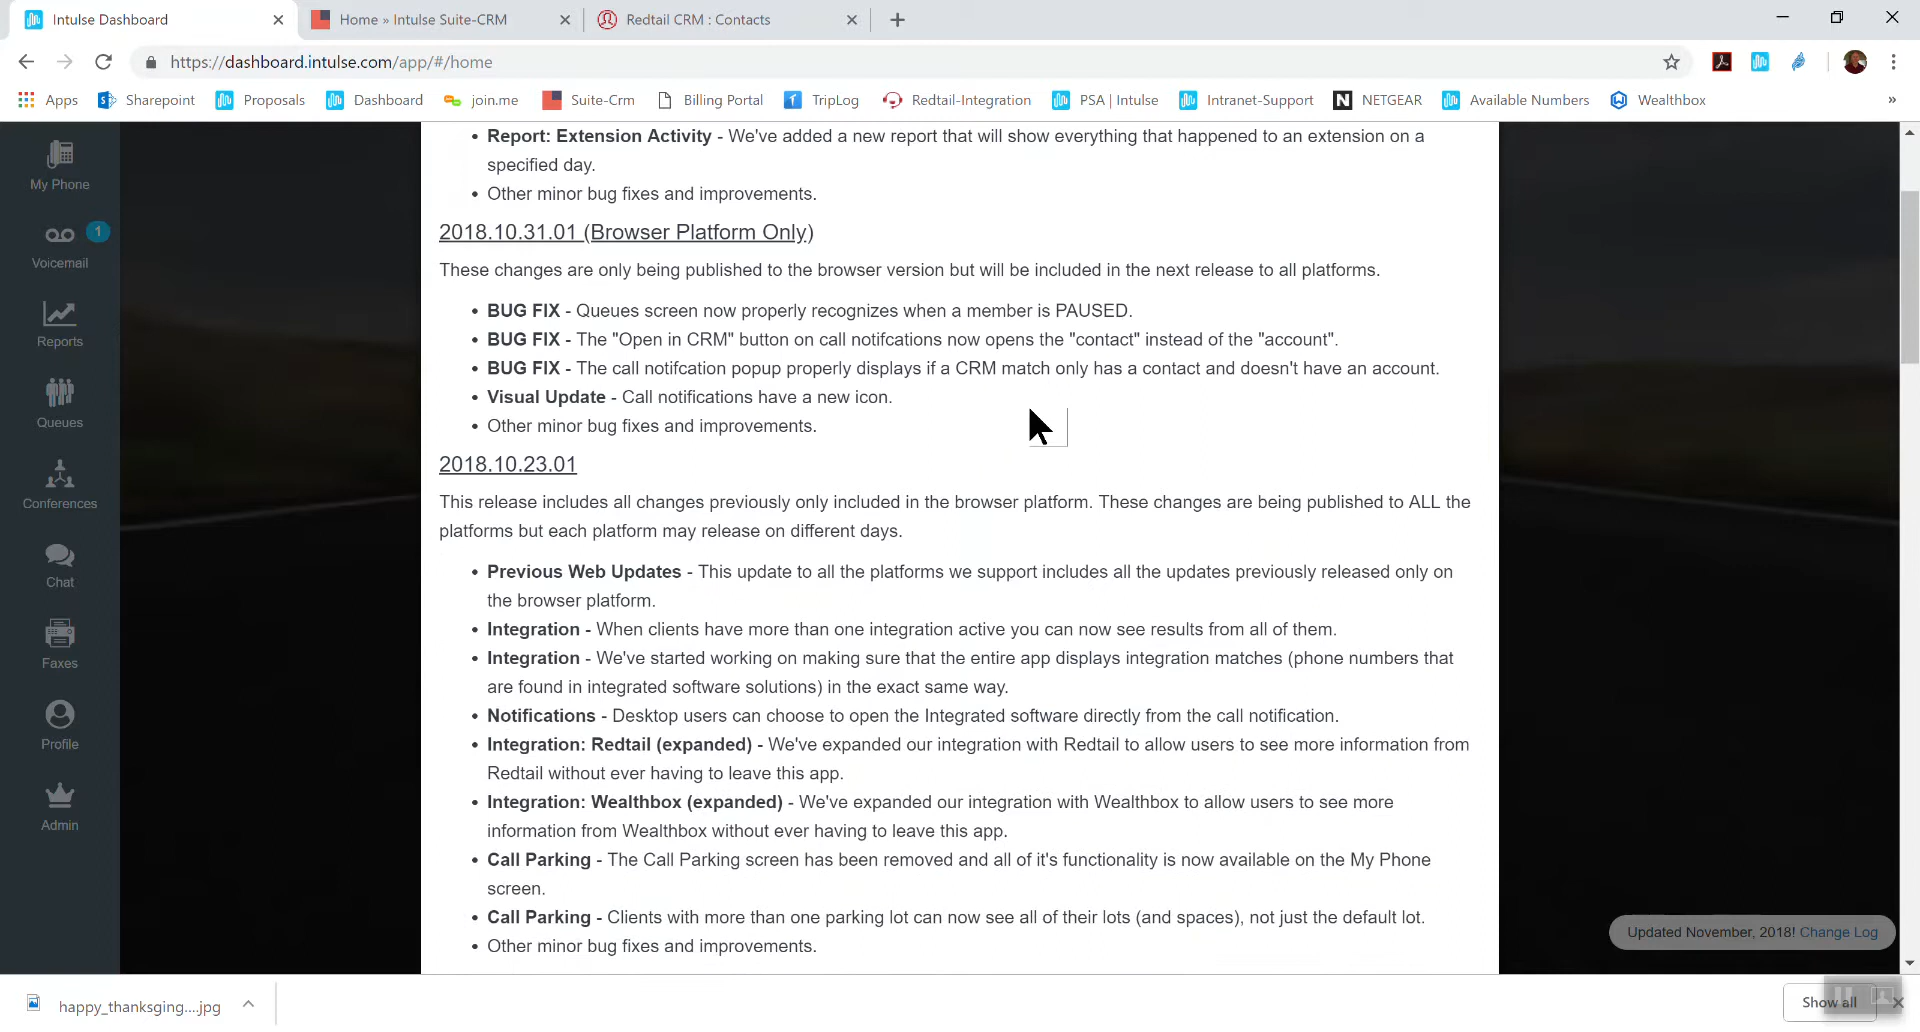 Intulse Dashboard
Home » Intulse Suite-CRM
Redtail CRM : Contacts
https://dashboard.intulse.com/app/#/home
Apps
Sharepoint
Proposals
Dashboard
join.me
Suite-Crm
Billing Portal
TripLog
Redtail-Integration
PSA | Intulse
Intranet-Support
NETGEAR
Available Numbers
Wealthbox
»
My Phone
Voicemail
1
Reports
Queues
Conferences
Chat
Faxes
Profile
Admin
• Report: Extension Activity - We've added a new report that will show everything that happened to an extension on a
specified day.
• Other minor bug fixes and improvements.
2018.10.31.01 (Browser Platform Only)
These changes are only being published to the browser version but will be included in the next release to all platforms.
• BUG FIX - Queues screen now properly recognizes when a member is PAUSED.
• BUG FIX - The "Open in CRM" button on call notifcations now opens the "contact" instead of the "account".
• BUG FIX - The call notifcation popup properly displays if a CRM match only has a contact and doesn't have an account.
• Visual Update - Call notifications have a new icon.
• Other minor bug fixes and improvements.
2018.10.23.01
This release includes all changes previously only included in the browser platform. These changes are being published to ALL the
platforms but each platform may release on different days.
• Previous Web Updates - This update to all the platforms we support includes all the updates previously released only on
the browser platform.
• Integration - When clients have more than one integration active you can now see results from all of them.
• Integration - We've started working on making sure that the entire app displays integration matches (phone numbers that
are found in integrated software solutions) in the exact same way.
• Notifications - Desktop users can choose to open the Integrated software directly from the call notification.
• Integration: Redtail (expanded) - We've expanded our integration with Redtail to allow users to see more information from
Redtail without ever having to leave this app.
• Integration: Wealthbox (expanded) - We've expanded our integration with Wealthbox to allow users to see more
information from Wealthbox without ever having to leave this app.
• Call Parking - The Call Parking screen has been removed and all of it's functionality is now available on the My Phone
screen.
• Call Parking - Clients with more than one parking lot can now see all of their lots (and spaces), not just the default lot.
• Other minor bug fixes and improvements.
Updated November, 2018! Change Log
happy_thanksging....jpg
Show all